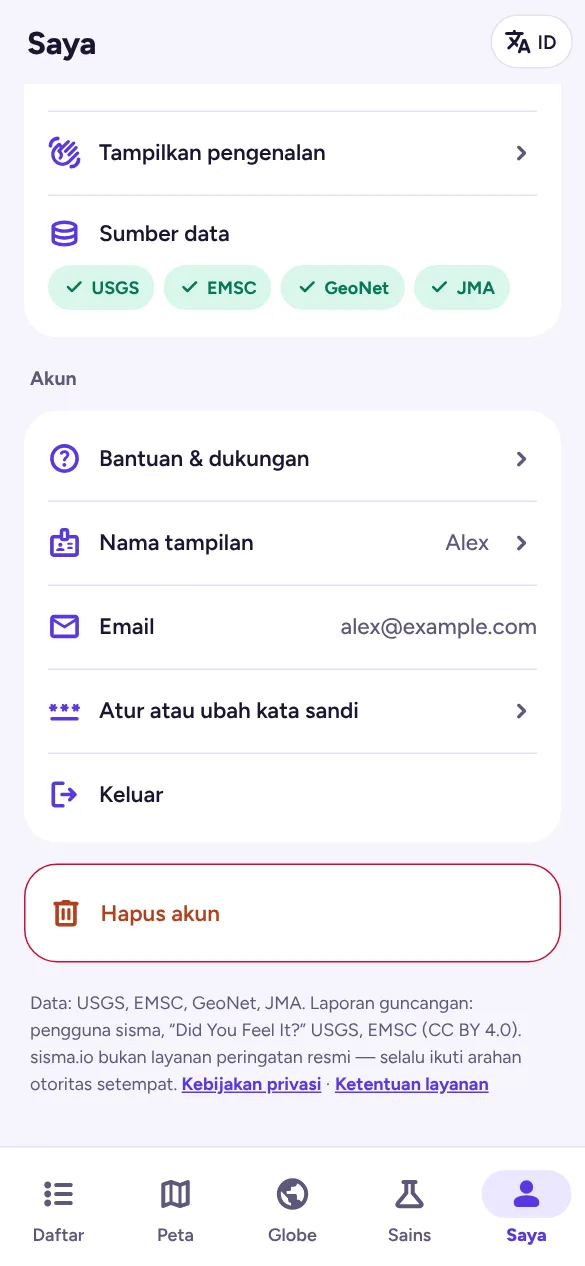 Saya
ID
Tampilkan pengenalan
Sumber data
USGS
EMSC
GeoNet
JMA
Akun
Bantuan & dukungan
Nama tampilan Alex
Email alex@example.com
*** Atur atau ubah kata sandi
Keluar
Hapus akun
Data: USGS, EMSC, GeoNet, JMA. Laporan guncangan:
pengguna sisma, “Did You Feel It?” USGS, EMSC (CC BY 4.0).
sisma.io bukan layanan peringatan resmi — selalu ikuti arahan
otoritas setempat. Kebijakan privasi · Ketentuan layanan
Daftar
Peta
Globe
Sains
Saya